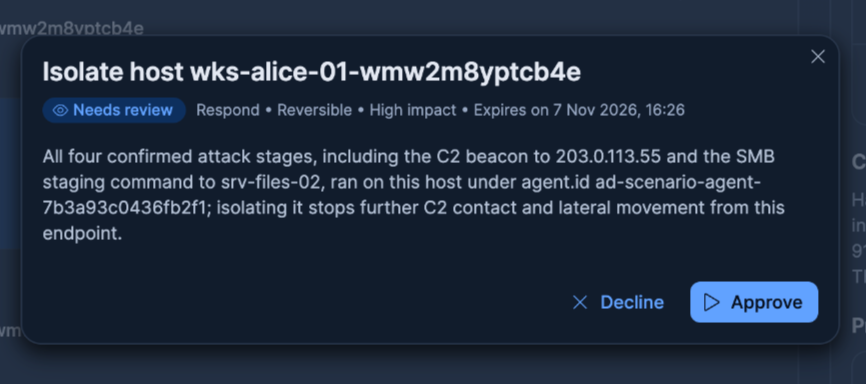 wmw2m8yptcb4e
Isolate host wks-alice-01-wmw2m8yptcb4e
Needs review Respond • Reversible • High impact • Expires on 7 Nov 2026, 16:26
All four confirmed attack stages, including the C2 beacon to 203.0.113.55 and the SMB
staging command to srv-files-02, ran on this host under agent.id ad-scenario-agent-
7b3a93c0436fb2f1; isolating it stops further C2 contact and lateral movement from this
endpoint.
Decline Approve